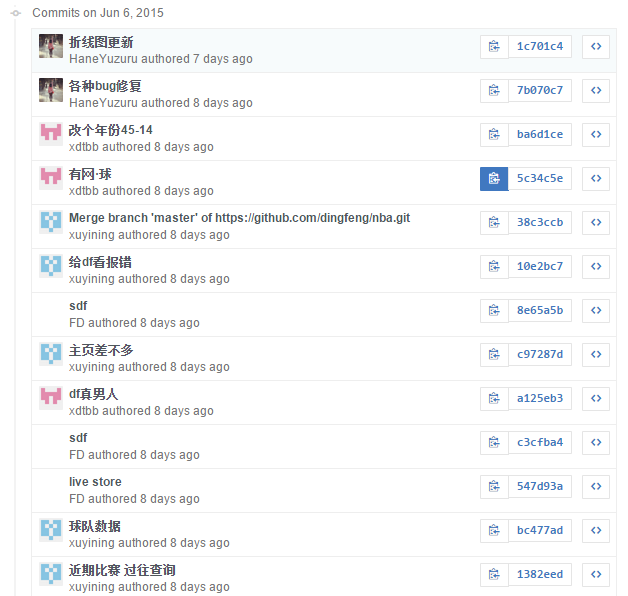 Commits on Jun 6, 2015
折线图更新
HaneYuzuru authored 7 days ago
1c701c4
各种bug修复
HaneYuzuru authored 8 days ago
7b070c7
改个年份45-14
xdtbb authored 8 days ago
ba6d1ce
有网·球
xdtbb authored 8 days ago
5c34c5e
Merge branch 'master' of https://github.com/dingfeng/nba.git
xuyining authored 8 days ago
38c3ccb
给df看报错
xuyining authored 8 days ago
10e2bc7
sdf
FD authored 8 days ago
8e65a5b
主页差不多
xuyining authored 8 days ago
c97287d
df真男人
xdtbb authored 8 days ago
a125eb3
sdf
FD authored 8 days ago
c3cfba4
live store
FD authored 8 days ago
547d93a
球队数据
xuyining authored 8 days ago
bc477ad
近期比赛 过往查询
xuyining authored 8 days ago
1382eed